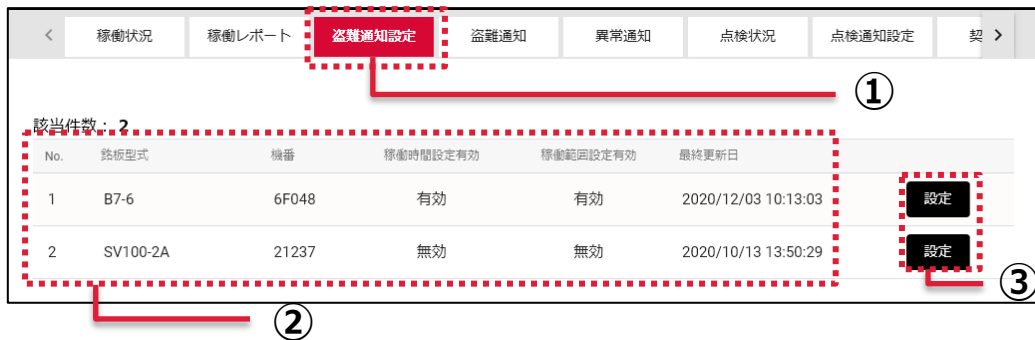 < 稼働状況 稼働レポート 盗難通知設定 盗難通知 異常通知 点検状況 点検通知設定 契 >
①
該当件数： 2
No. 銘板型式 機番 稼働時間設定有効 稼働範囲設定有効 最終更新日
1 B7-6 6F048 有効 有効 2020/12/03 10:13:03 設定
2 SV100-2A 21237 無効 無効 2020/10/13 13:50:29 設定
③
②